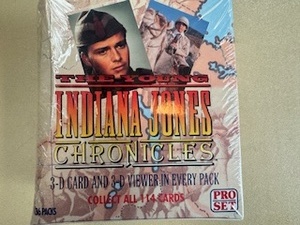 THE YOUNG
INDIANA JONES
CHRONICLES
3-D CARD AND 3-D VIEWER IN EVERY PACK
COLLECT ALL 114 CARDS
36 PACKS
PRO
SET